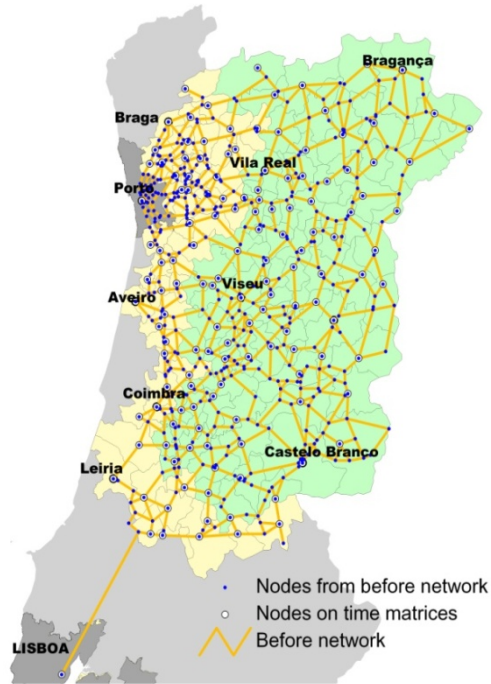 Bragança
Braga
Vila Real
Porto
Viseu
Aveiro
Coimbra
Castelo Branco
Leiria
Nodes from before network
Nodes on time matrices
Before network
LISBOA